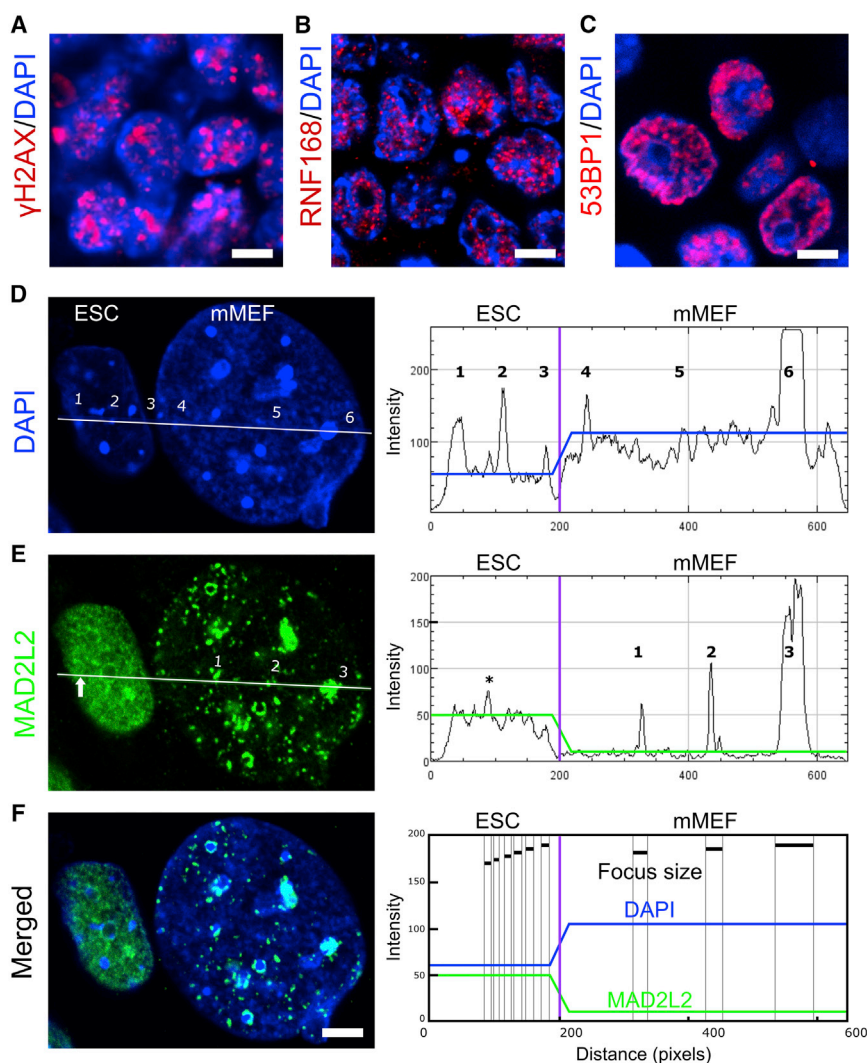 A
γH2AX/DAPI
B
RNF168/DAPI
C
53BP1/DAPI
D
DAPI
ESC mMEF
1 2 3 4 5 6
ESC mMEF
Intensity
200
100
1 2 3 4 5 6
0 200 400 600
E
MAD2L2
1 2 3
ESC mMEF
Intensity
200
150
100
50
0
* 1 2 3
0 200 400 600
F
Merged
ESC mMEF
Intensity
200
150
100
50
0
Focus size
DAPI
MAD2L2
0 200 400 600
Distance (pixels)